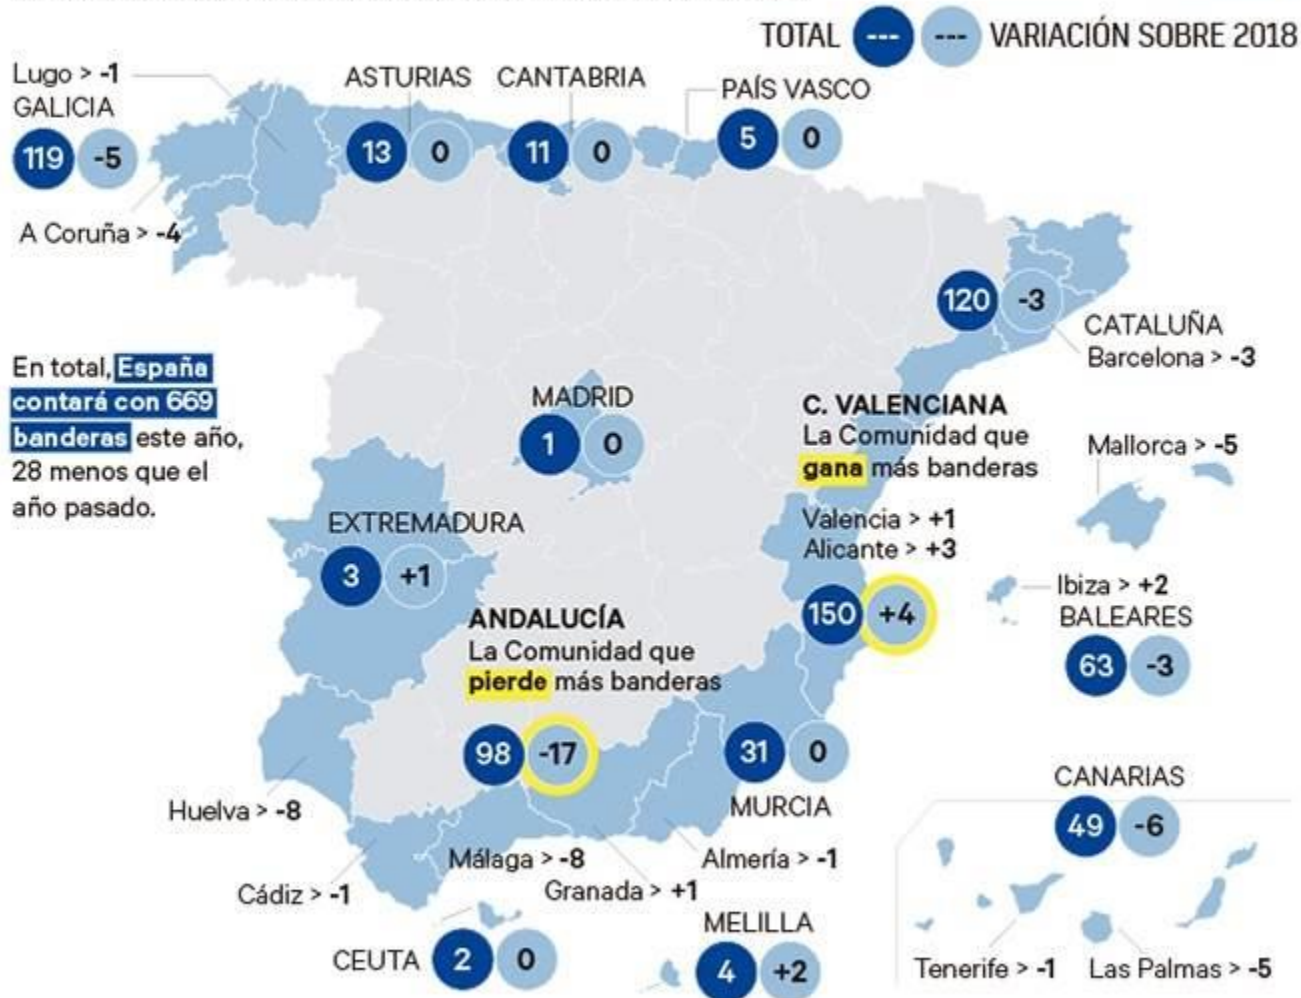 TOTAL --- --- VARIACIÓN SOBRE 2018
Lugo > -1
GALICIA
119 -5
A Coruña > -4
ASTURIAS
13 0
CANTABRIA
11 0
PAÍS VASCO
5 0
120 -3
CATALUÑA
Barcelona > -3
En total, España
contará con 669
banderas este año,
28 menos que el
año pasado.
MADRID
1 0
C. VALENCIANA
La Comunidad que
gana más banderas
Valencia > +1
Alicante > +3
150 +4
Mallorca > -5
Ibiza > +2
BALEARES
63 -3
EXTREMADURA
3 +1
ANDALUCÍA
La Comunidad que
pierde más banderas
98 -17
Huelva > -8
Cádiz > -1
Málaga > -8
Granada > +1
Almería > -1
31 0
MURCIA
CEUTA 2 0
MELILLA
4 +2
CANARIAS
49 -6
Tenerife > -1
Las Palmas > -5